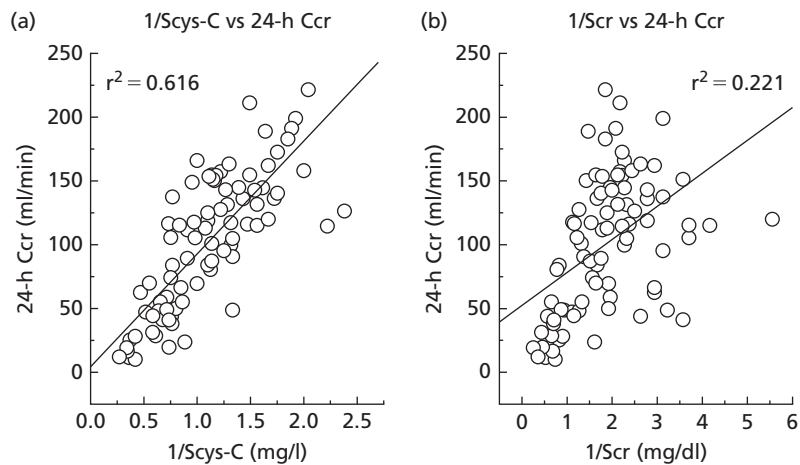 (a)
1/Scys-C vs 24-h Ccr
r² = 0.616
24-h Ccr (ml/min)
250
200
150
100
50
0
0.0 0.5 1.0 1.5 2.0 2.5
1/Scys-C (mg/l)
(b)
1/Scr vs 24-h Ccr
r² = 0.221
24-h Ccr (ml/min)
250
200
150
100
50
0
0 1 2 3 4 5 6
1/Scr (mg/dl)